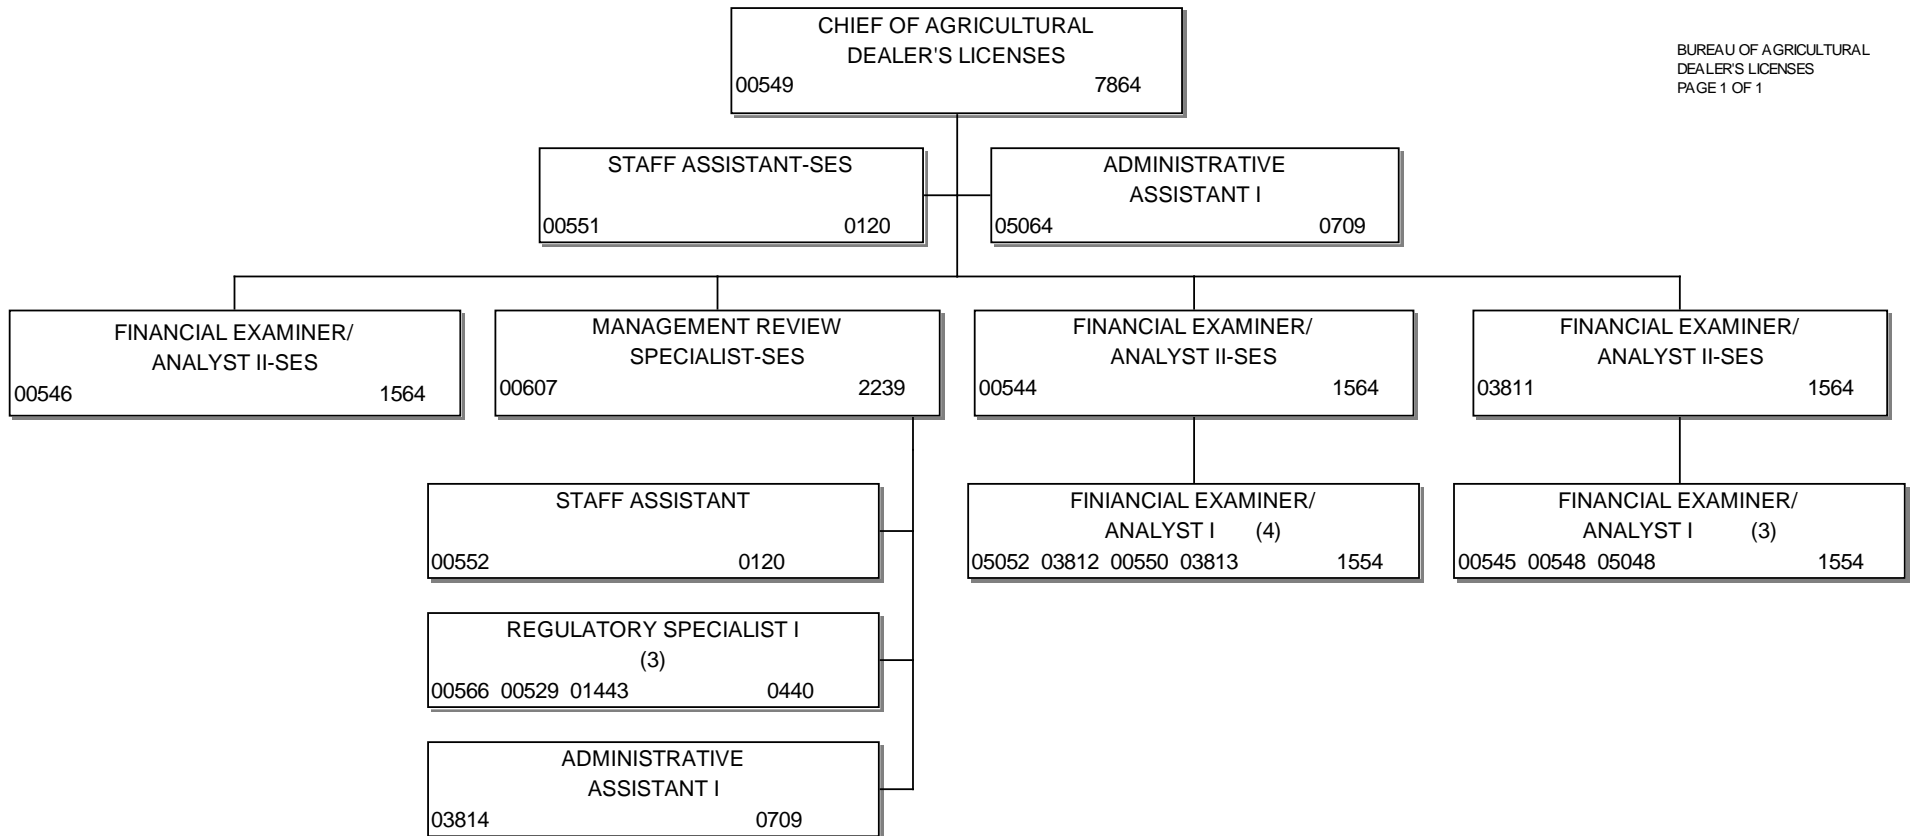 CHIEF OF AGRICULTURAL
DEALER'S LICENSES
00549 7864
BUREAU OF AGRICULTURAL
DEALER'S LICENSES
PAGE 1 OF 1
STAFF ASSISTANT-SES
00551 0120
ADMINISTRATIVE
ASSISTANT I
05064 0709
FINANCIAL EXAMINER/
ANALYST II-SES
00546 1564
MANAGEMENT REVIEW
SPECIALIST-SES
00607 2239
FINANCIAL EXAMINER/
ANALYST II-SES
00544 1564
FINANCIAL EXAMINER/
ANALYST II-SES
03811 1564
STAFF ASSISTANT
00552 0120
REGULATORY SPECIALIST I
(3)
00566 00529 01443 0440
ADMINISTRATIVE
ASSISTANT I
03814 0709
FINIANCIAL EXAMINER/
ANALYST I (4)
05052 03812 00550 03813 1554
FINANCIAL EXAMINER/
ANALYST I (3)
00545 00548 05048 1554